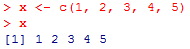 > x <- c(1, 2, 3, 4, 5)
> x
[1] 1 2 3 4 5